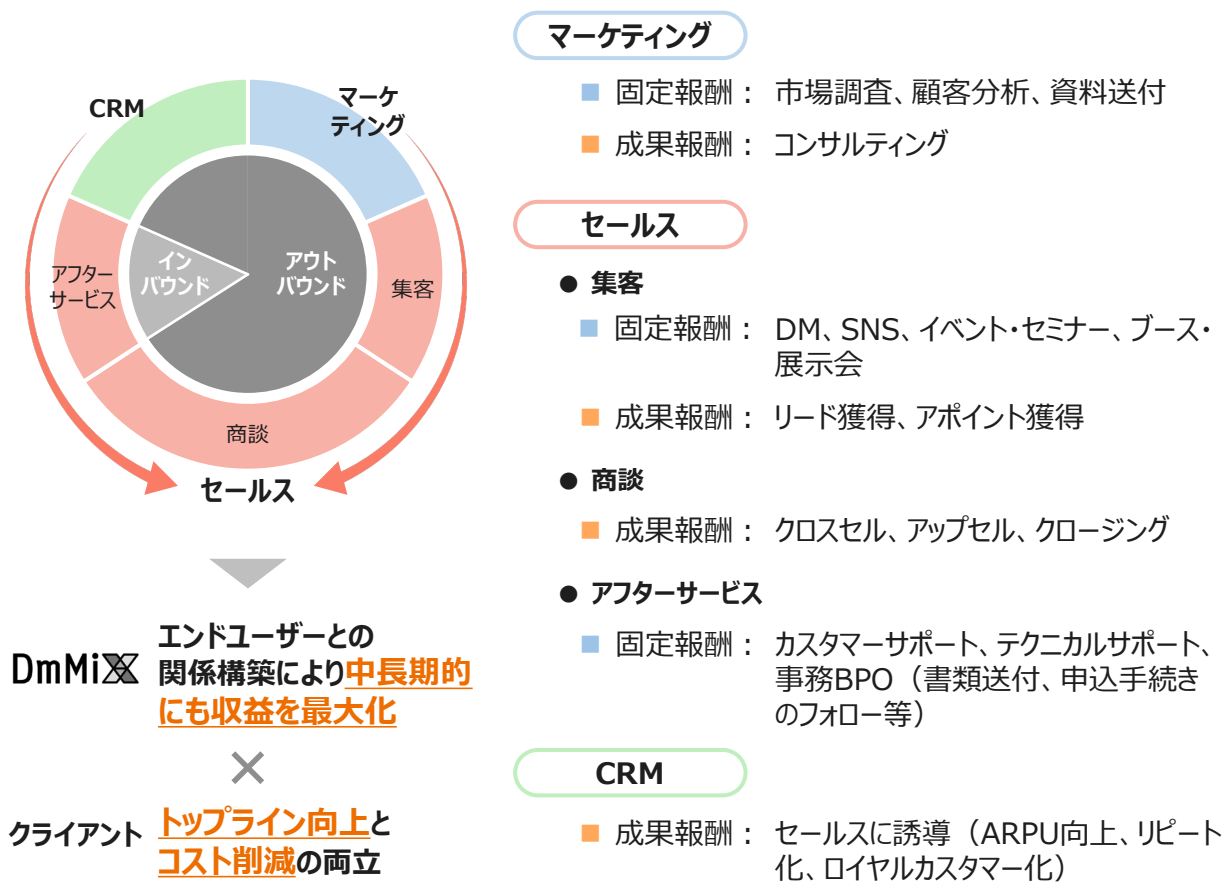 CRM
マーケ
ティング
イン
バウンド
アウト
バウンド
アフター
サービス
集客
商談
セールス
DmMiX
エンドユーザーとの
関係構築により中長期的
にも収益を最大化
×
クライアント
トップライン向上と
コスト削減の両立
マーケティング
■ 固定報酬： 市場調査、顧客分析、資料送付
■ 成果報酬： コンサルティング
セールス
● 集客
■ 固定報酬： DM、SNS、イベント・セミナー、ブース・
展示会
■ 成果報酬： リード獲得、アポイント獲得
● 商談
■ 成果報酬： クロスセル、アップセル、クロージング
● アフターサービス
■ 固定報酬： カスタマーサポート、テクニカルサポート、
事務BPO（書類送付、申込手続き
のフォロー等）
CRM
■ 成果報酬： セールスに誘導（ARPU向上、リピート
化、ロイヤルカスタマー化）